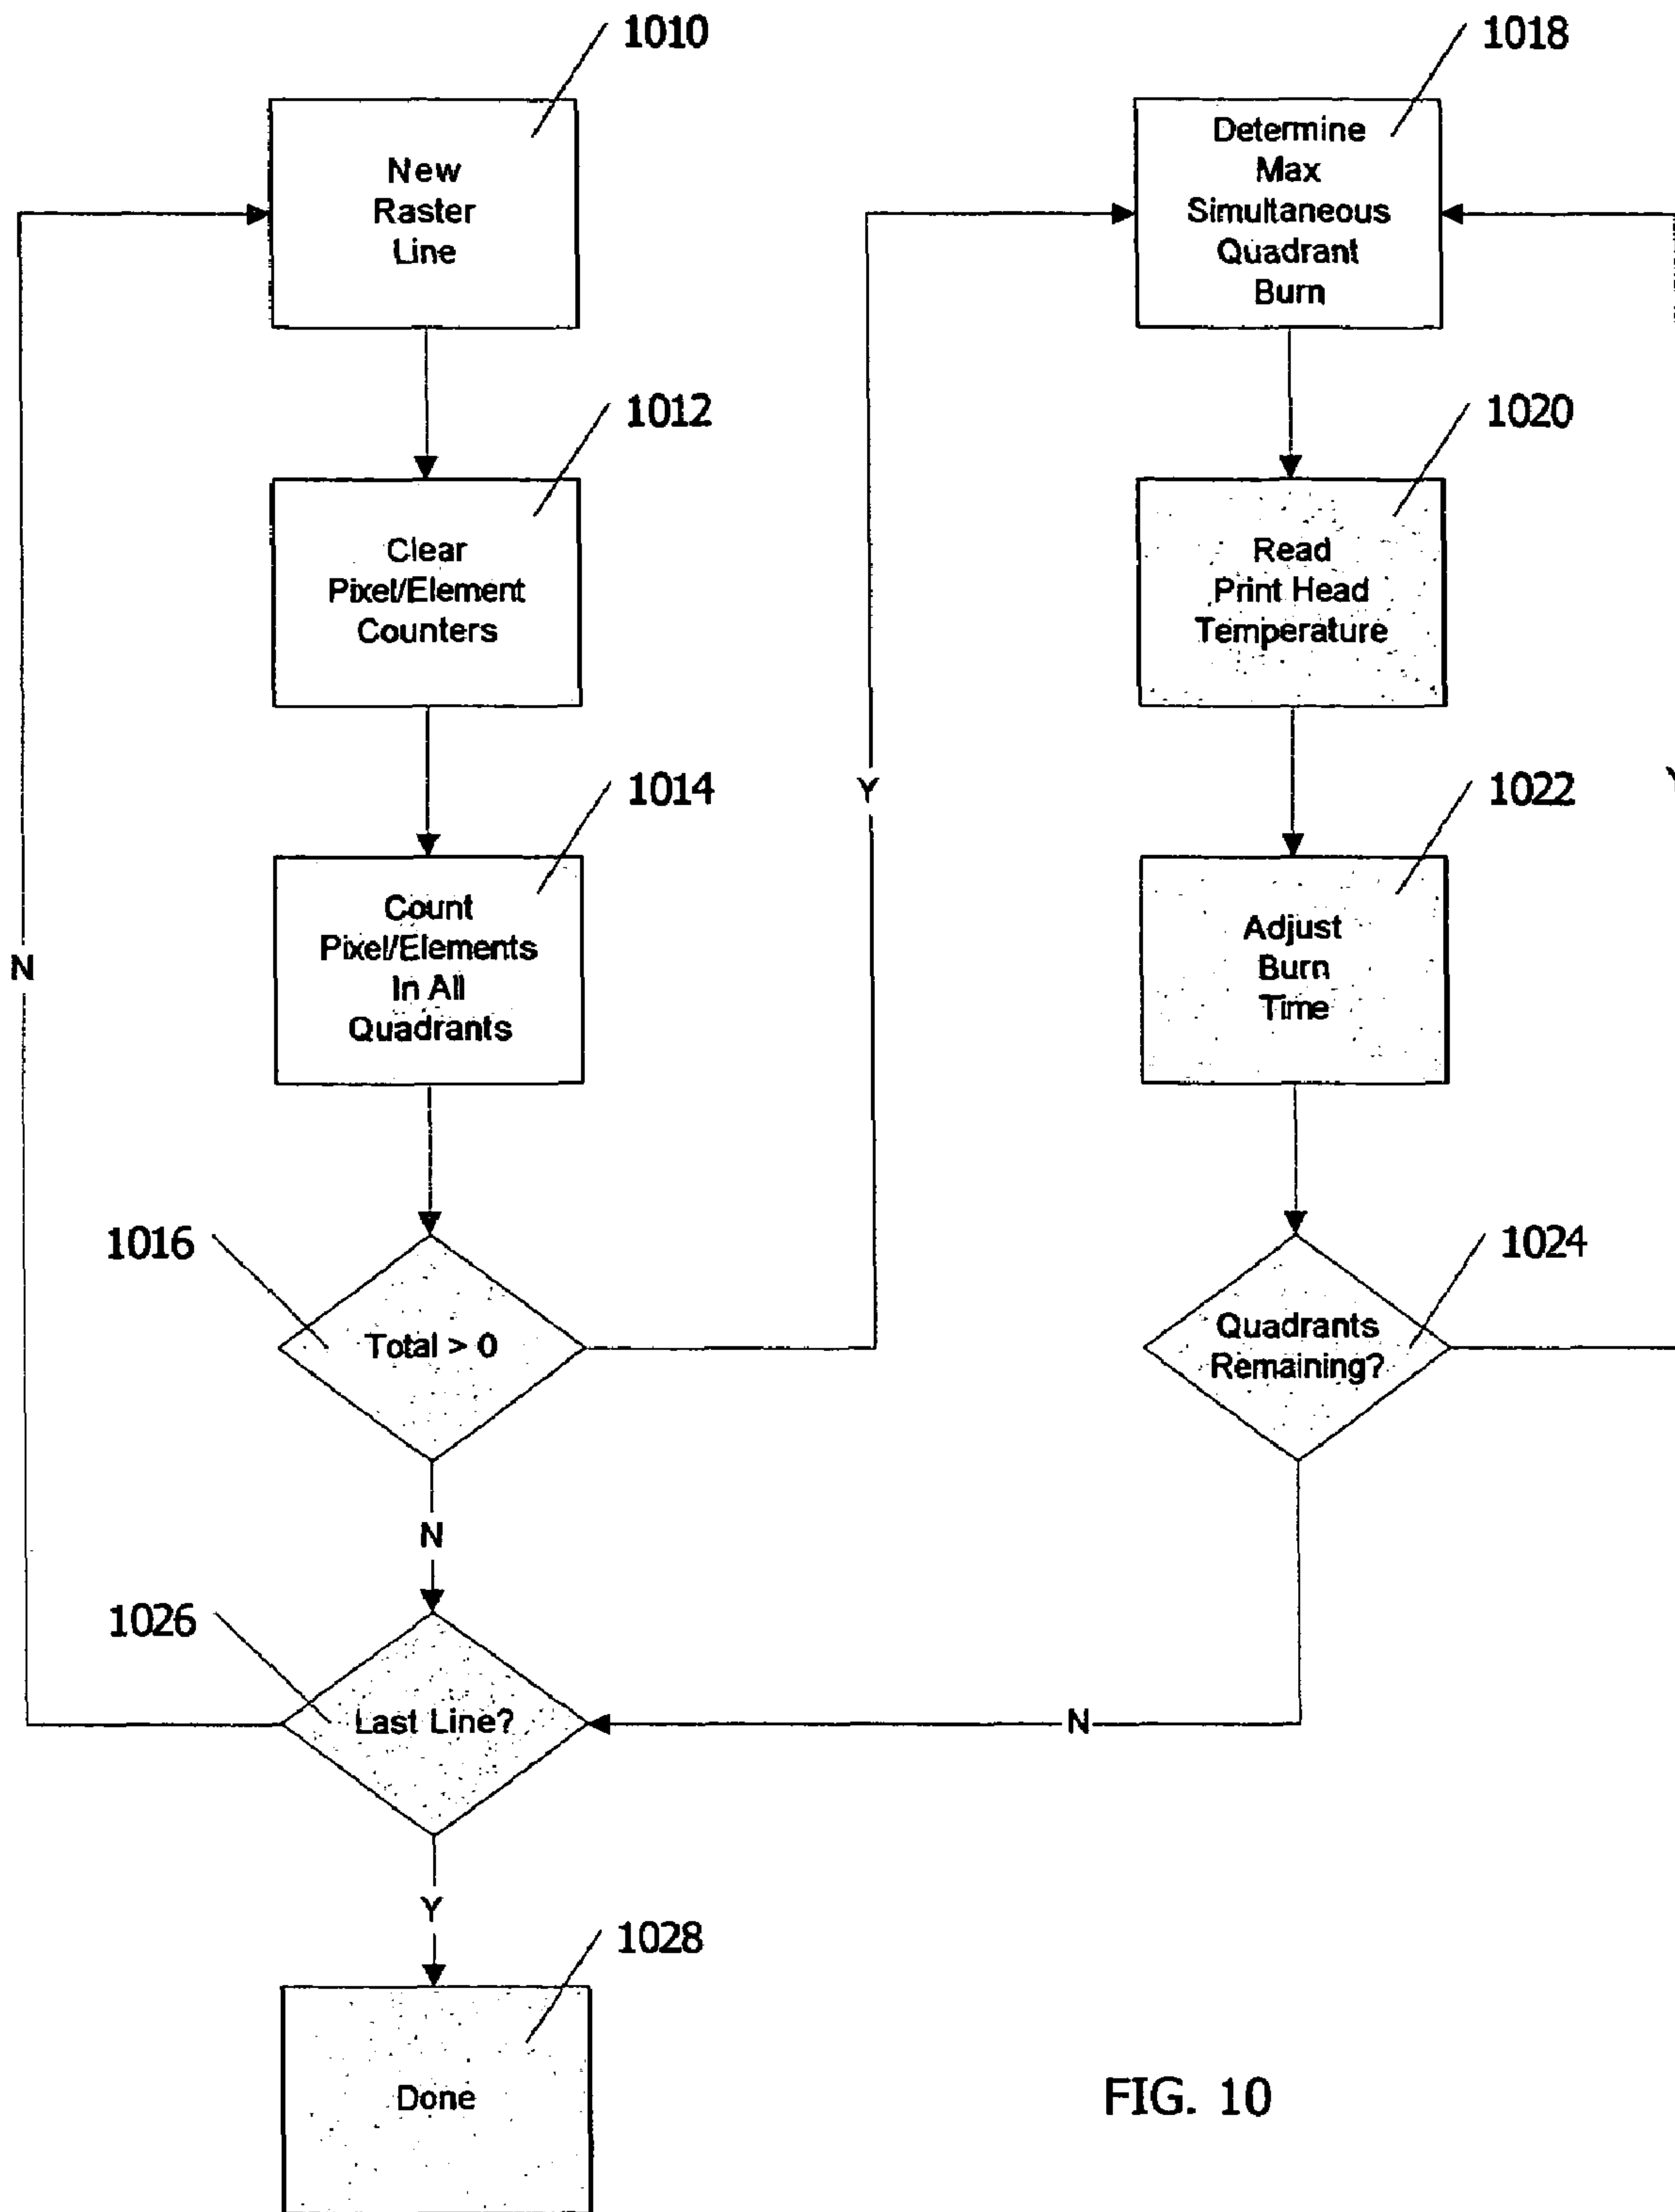 1010
New
Raster
Line
1012
Clear
Pixel/Element
Counters
1014
Count
Pixel/Elements
In All
Quadrants
1016
Total > 0
Y
N
1026
Last Line?
N
Y
1028
Done
1018
Determine
Max
Simultaneous
Quadrant
Burn
1020
Read
Print Head
Temperature
1022
Adjust
Burn
Time
1024
Quadrants
Remaining?
Y
N
FIG. 10